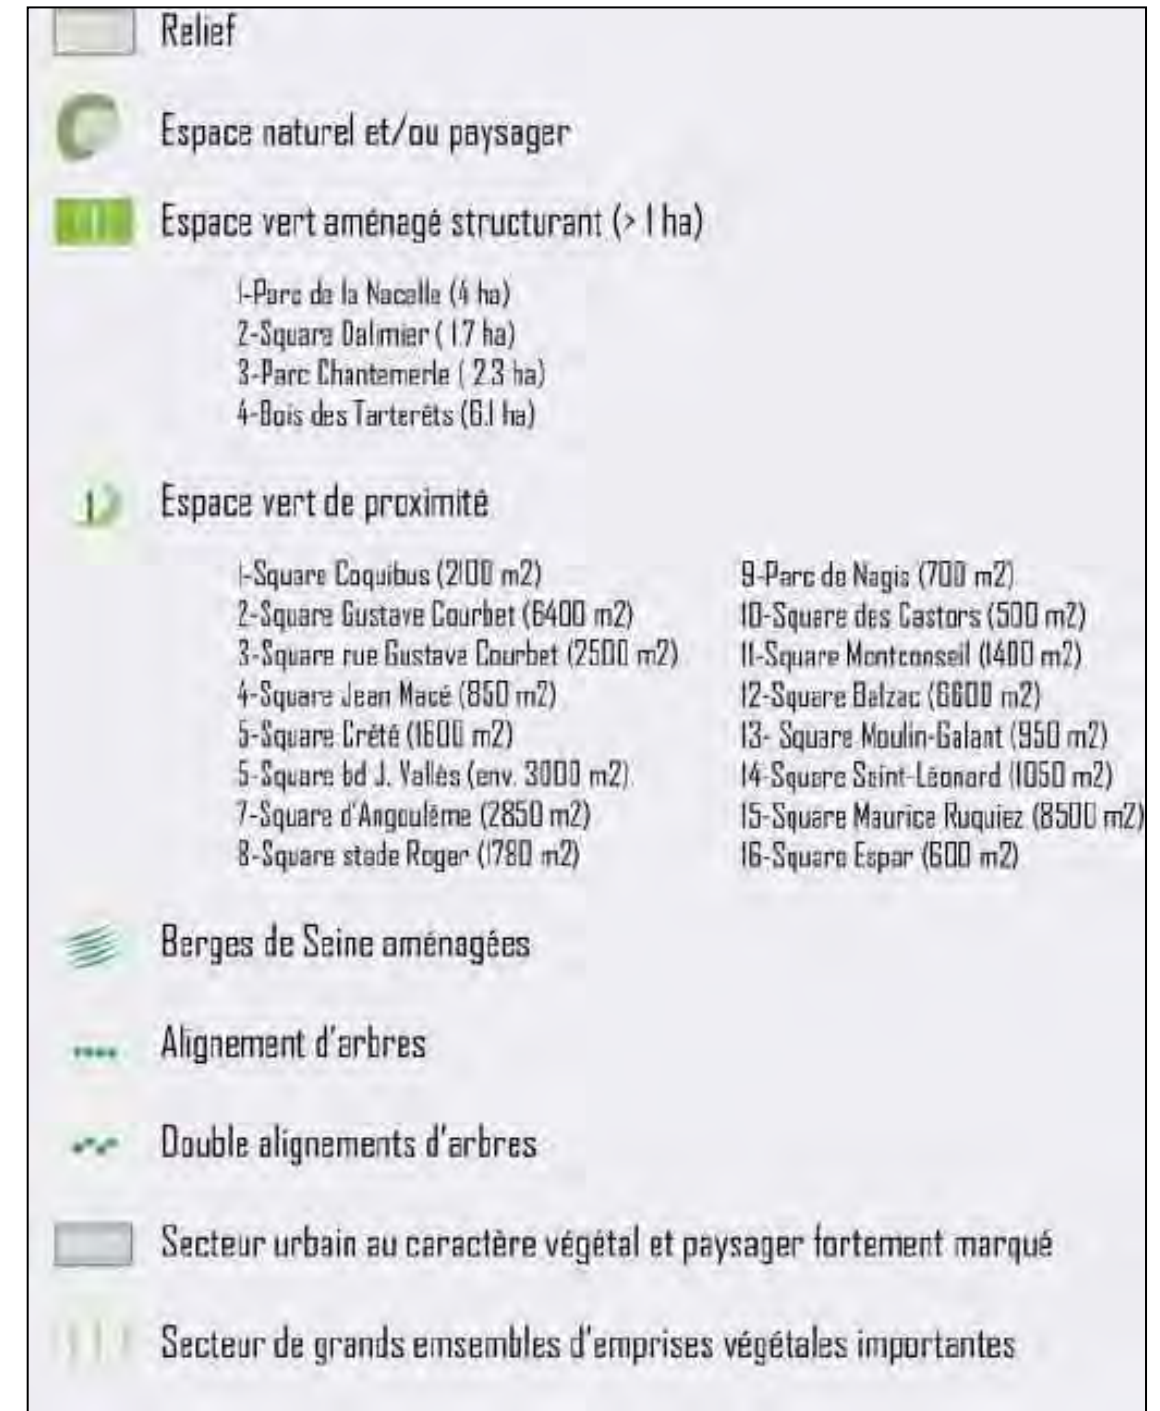 Relief
Espace naturel et/ou paysager
Espace vert aménagé structurant (> 1 ha)
1-Parc de la Nacelle (4 ha)
2-Square Dalimier ( 1.7 ha)
3-Parc Chantemerle ( 2.3 ha)
4-Bois des Tarterêts (6.1 ha)
Espace vert de proximité
1-Square Coquibus (2100 m2)
2-Square Gustave Courbet (6400 m2)
3-Square rue Gustave Courbet (2500 m2)
4-Square Jean Macé (850 m2)
5-Square Crété (1600 m2)
5-Square bd J. Vallès (env. 3000 m2)
7-Square d'Angoulême (2850 m2)
8-Square stade Roger (1780 m2)
9-Parc de Nagis (700 m2)
10-Square des Castors (500 m2)
11-Square Montconseil (1400 m2)
12-Square Balzac (6600 m2)
13- Square Moulin-Galant (950 m2)
14-Square Saint-Léonard (1050 m2)
15-Square Maurice Ruquiez (8500 m2)
16-Square Espar (600 m2)
Berges de Seine aménagées
Alignement d'arbres
Double alignements d'arbres
Secteur urbain au caractère végétal et paysager fortement marqué
Secteur de grands emsembles d'emprises végétales importantes